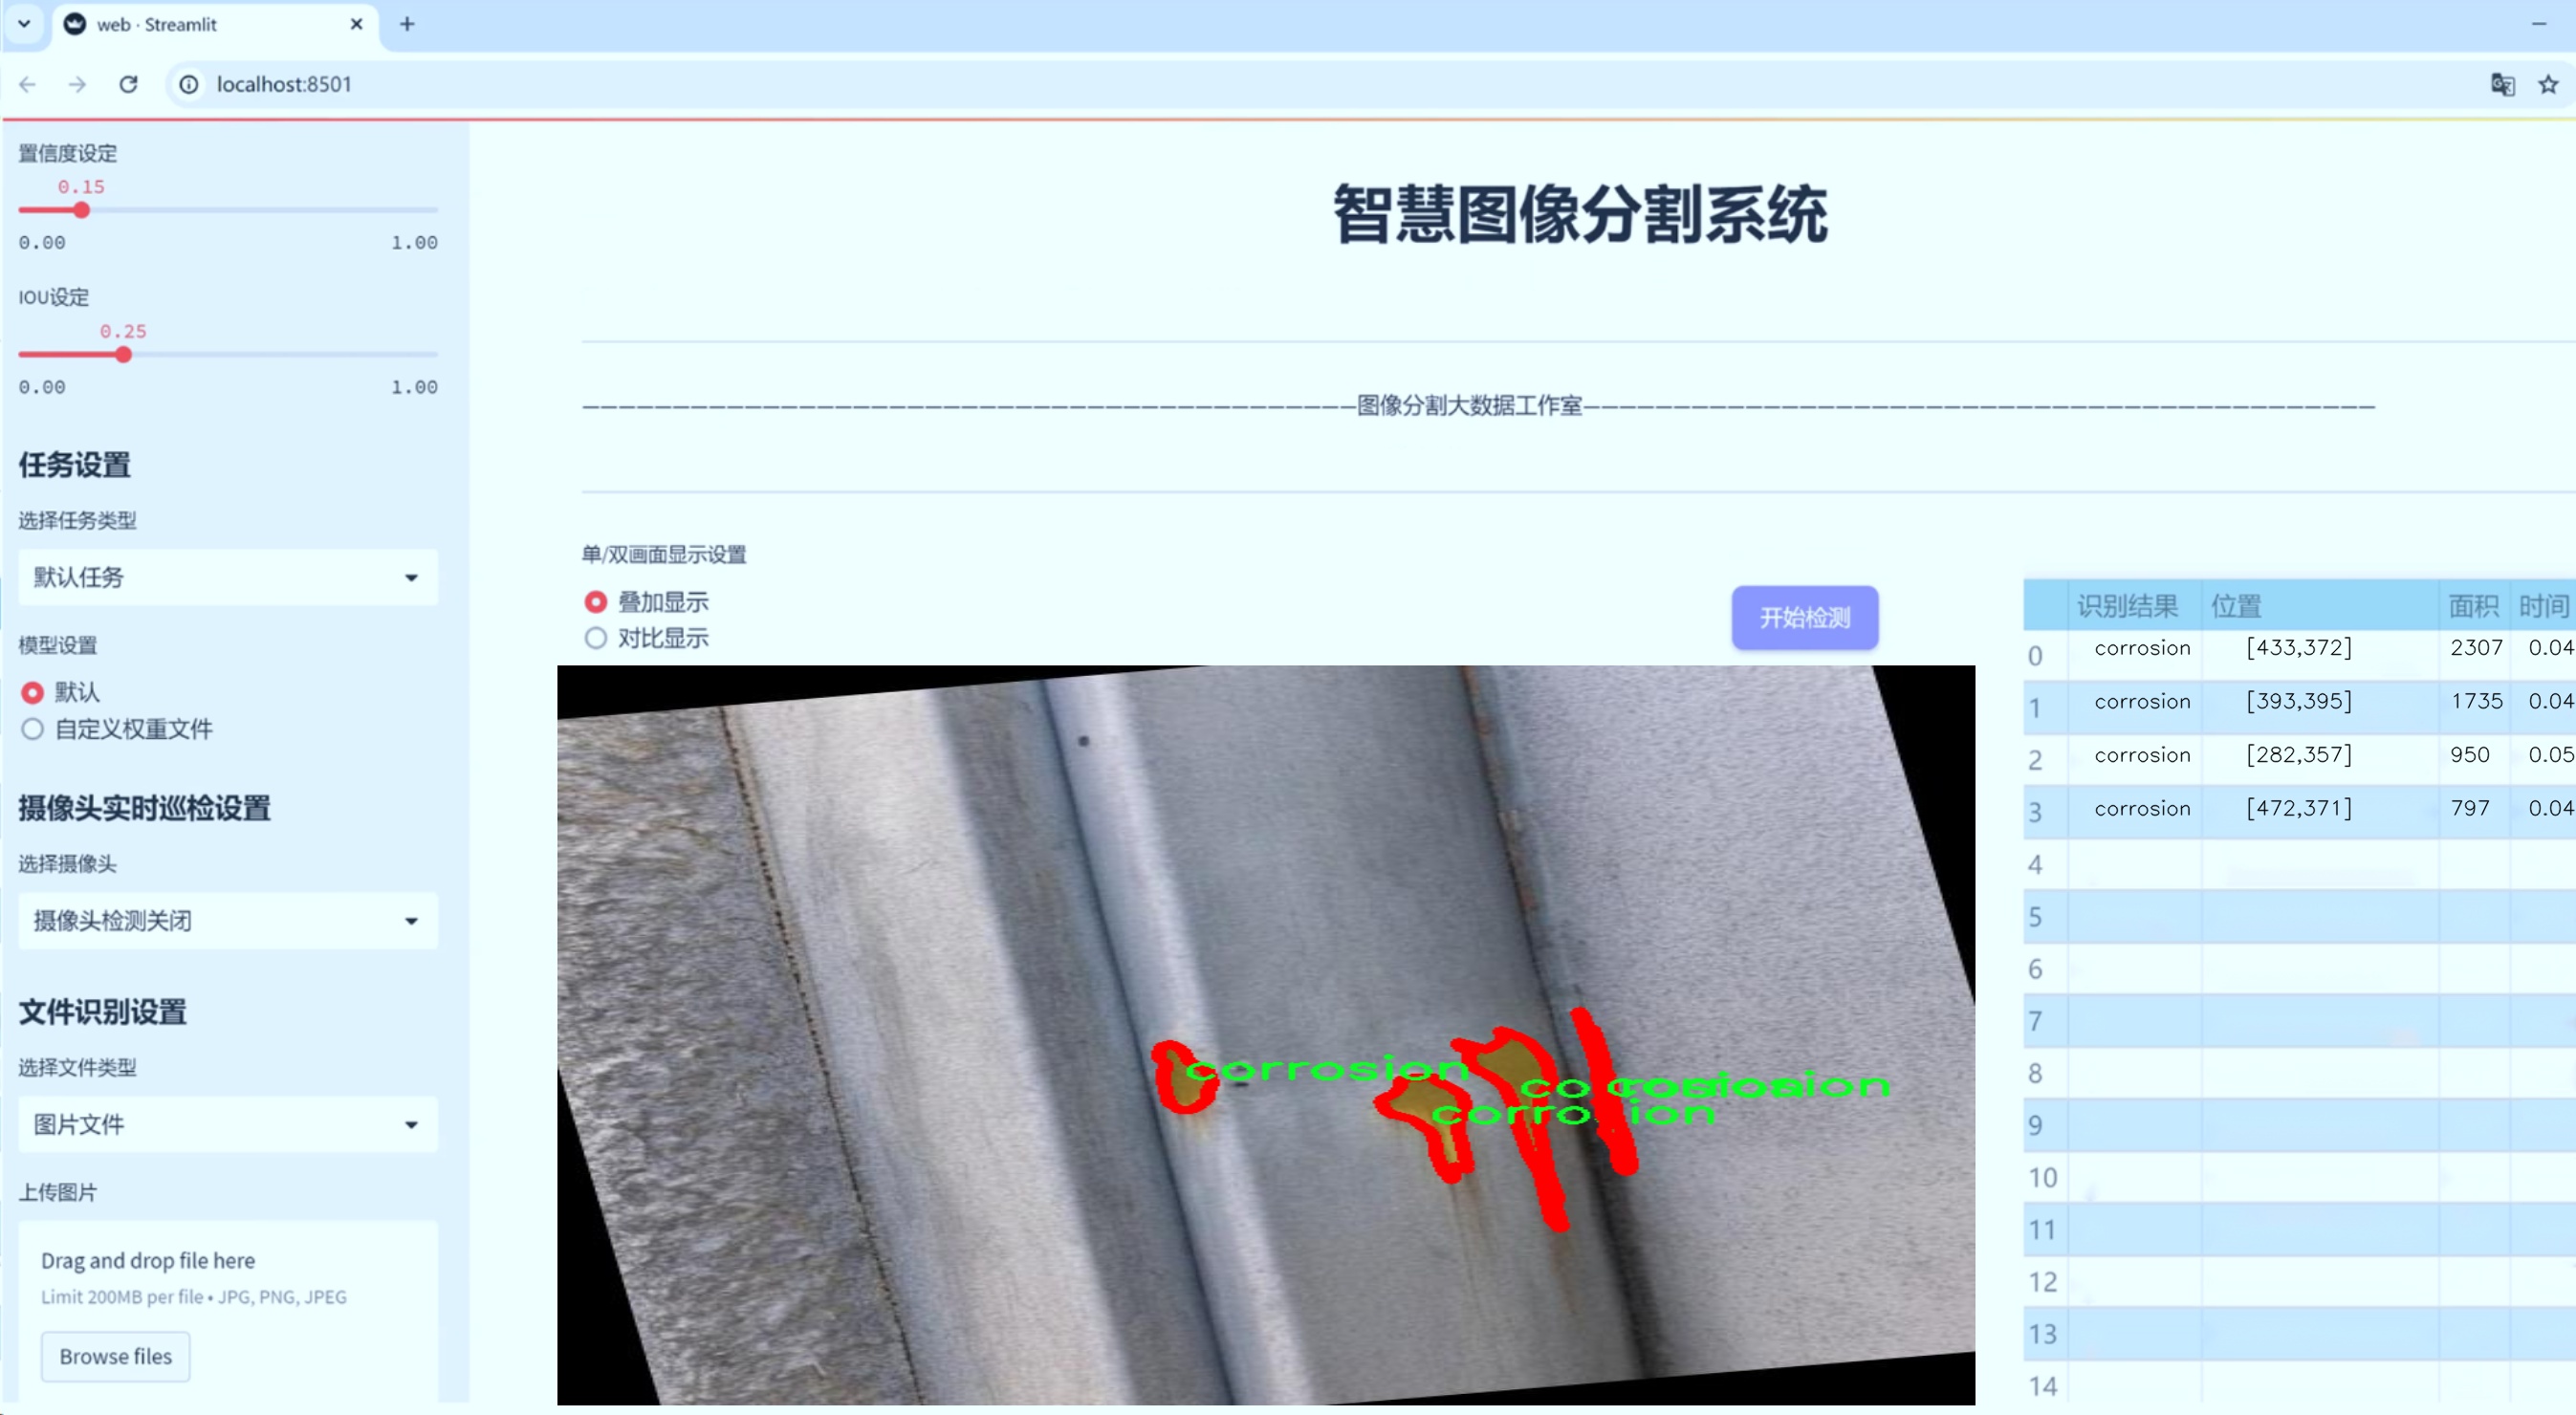 web · Streamlit
localhost:8501
置信度设定
0.15
0.00 1.00
IOU设定
0.25
0.00 1.00
任务设置
选择任务类型
默认任务
模型设置
默认
自定义权重文件
摄像头实时巡检设置
选择摄像头
摄像头检测关闭
文件识别设置
选择文件类型
图片文件
上传图片
Drag and drop file here
Limit 200MB per file • JPG, PNG, JPEG
Browse files
智慧图像分割系统
图像分割大数据工作室
单/双画面显示设置
叠加显示
对比显示
开始检测
corrosion
corrosion
识别结果 位置 面积 时间
0 corrosion [433,372] 2307 0.04
1 corrosion [393,395] 1735 0.04
2 corrosion [282,357] 950 0.05
3 corrosion [472,371] 797 0.04
4
5
6
7
8
9
10
11
12
13
14